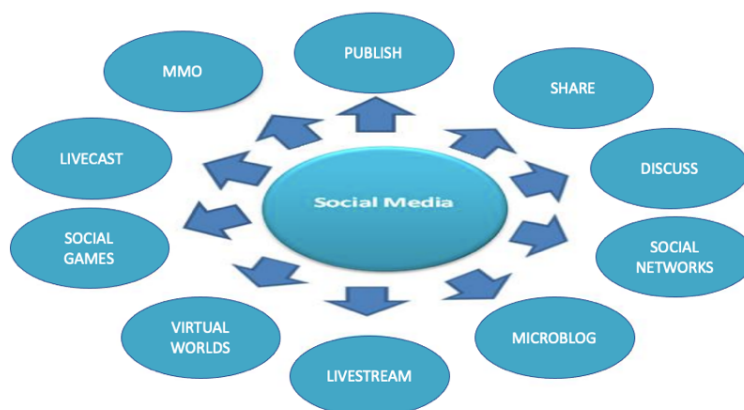 PUBLISH
SHARE
DISCUSS
SOCIAL
NETWORKS
MICROBLOG
LIVESTREAM
VIRTUAL
WORLDS
SOCIAL
GAMES
LIVECAST
MMO
Social Media